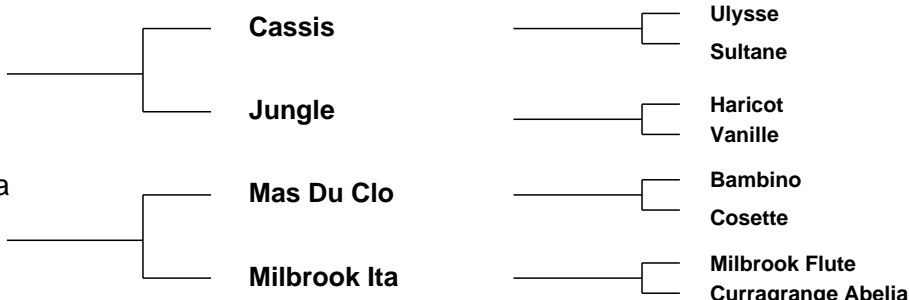 Ulysse
Cassis
Sultane
Haricot
Jungle
Vanille
Bambino
Mas Du Clo
Cosette
Milbrook Flute
Milbrook Ita
Curragrange Abelia